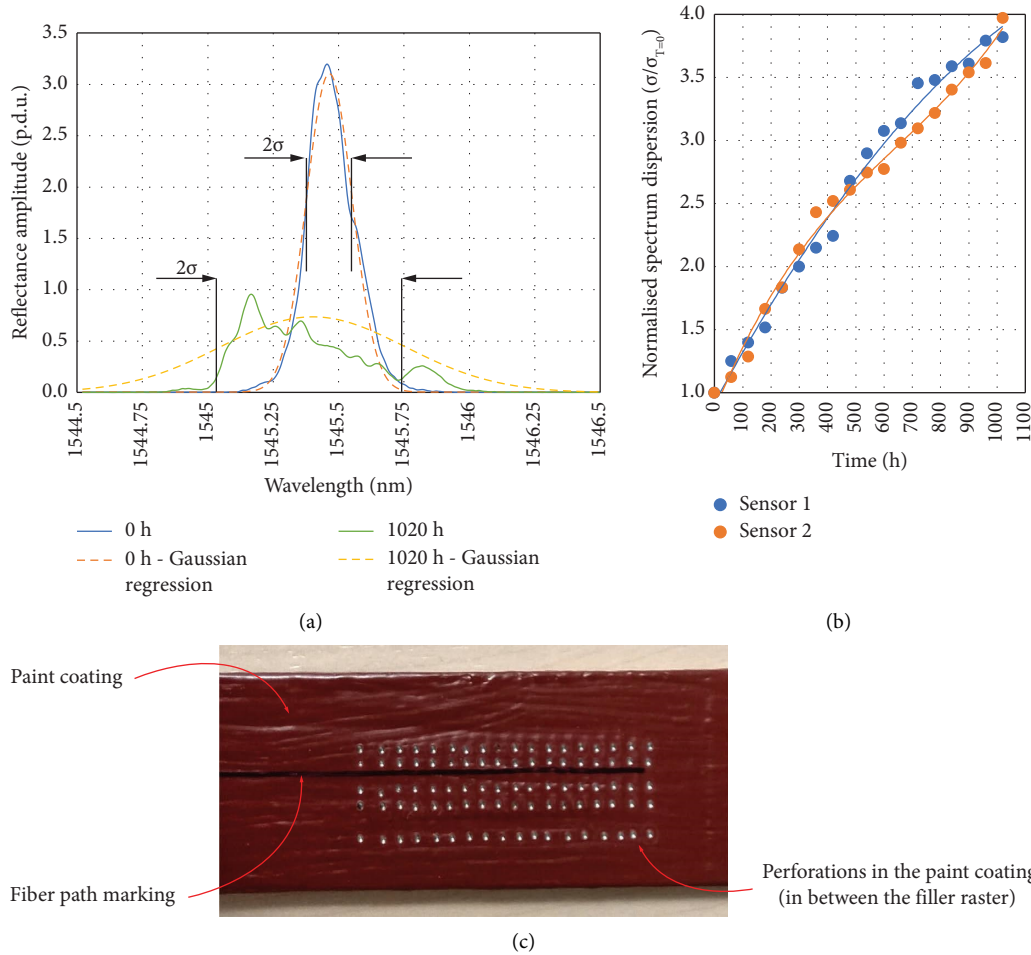 3.5
3.0
2.5
2.0
1.5
1.0
0.5
0.0
Reflectance amplitude (p.d.u.)
2σ
2σ
1544.5
1544.75
1545
1545.25
1545.5
1545.75
1546
1546.25
1546.5
Wavelength (nm)
0 h
0 h - Gaussian
regression
1020 h
1020 h - Gaussian
regression
(a)
4.0
3.5
3.0
2.5
2.0
1.5
1.0
Normalised spectrum dispersion (σ/σT=0)
0
100
200
300
400
500
600
700
800
900
1000
1100
Time (h)
Sensor 1
Sensor 2
(b)
Paint coating
Fiber path marking
Perforations in the paint coating
(in between the filler raster)
(c)